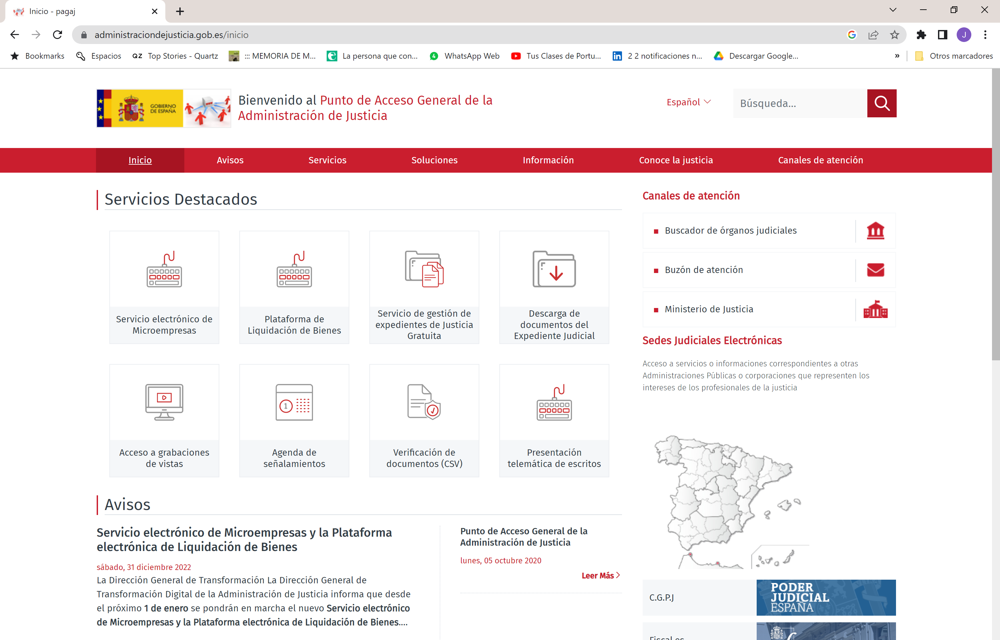 Inicio - pagaj
administraciondejusticia.gob.es/inicio
J
Bookmarks
Espacios
QZ Top Stories - Quartz
::: MEMORIA DE M...
La persona que con...
4 WhatsApp Web
Tus Clases de Portu...
in 2 2 notificaciones n...
Descargar Google...
»
Otros marcadores
GOBIERNO
DE ESPAÑA
Bienvenido al Punto de Acceso General de la
Administración de Justicia
Español
Búsqueda...
Inicio
Avisos
Servicios
Soluciones
Información
Conoce la justicia
Canales de atención
Servicios Destacados
Servicio electrónico de
Microempresas
Plataforma de
Liquidación de Bienes
Servicio de gestión de
expedientes de Justicia
Gratuita
Descarga de
documentos del
Expediente Judicial
Acceso a grabaciones
de vistas
1
Agenda de
señalamientos
Verificación de
documentos (CSV)
Presentación
telemática de escritos
Avisos
Servicio electrónico de Microempresas y la Plataforma
electrónica de Liquidación de Bienes
sábado, 31 diciembre 2022
La Dirección General de Transformación La Dirección General de
Transformación Digital de la Administración de Justicia informa que desde
el próximo 1 de enero se pondrán en marcha el nuevo Servicio electrónico
de Microempresas y la Plataforma electrónica de Liquidación de Bienes....
Punto de Acceso General de la
Administración de Justicia
lunes, 05 octubre 2020
Leer Más
Canales de atención
Buscador de órganos judiciales
Buzón de atención
Ministerio de Justicia
Sedes Judiciales Electrónicas
Acceso a servicios o informaciones correspondientes a otras
Administraciones Públicas o corporaciones que representen los
intereses de los profesionales de la justicia
C.G.P.J
PODER
JUDICIAL
ESPAÑA
Fiscal.es